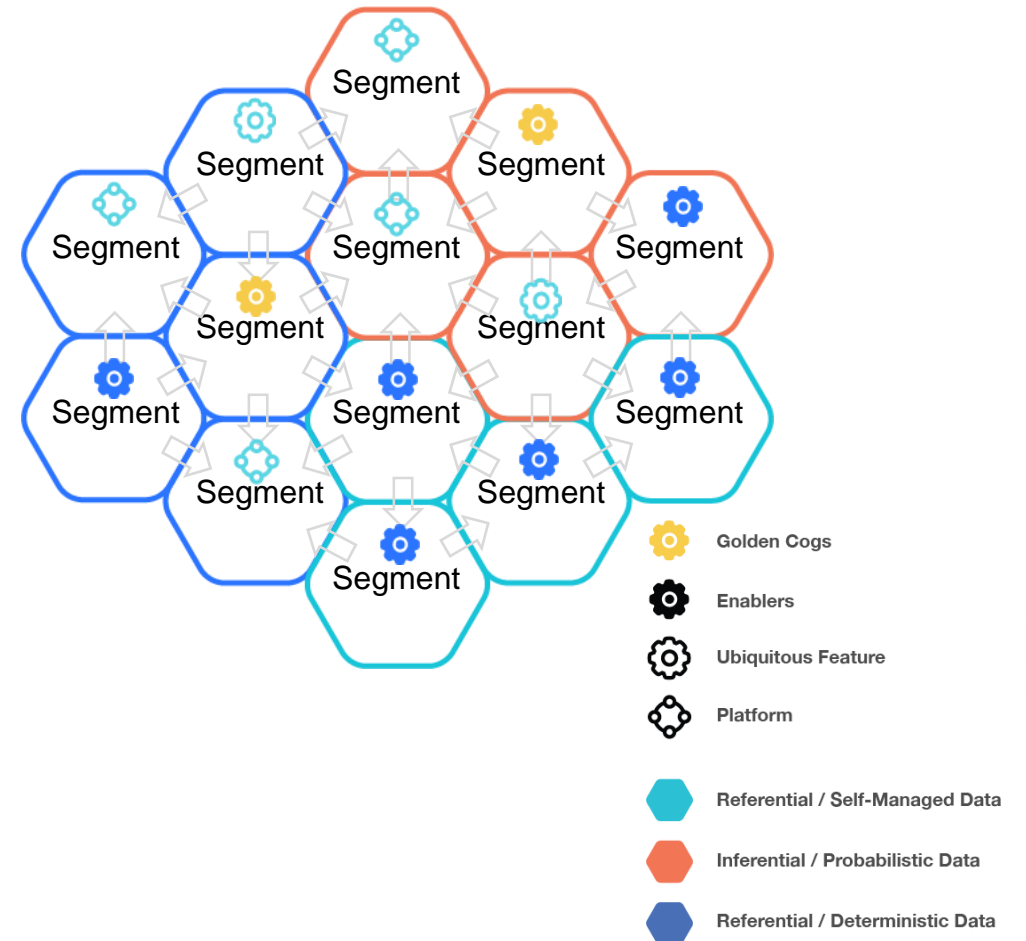 Segment
Segment
Segment
Segment
Segment
Segment
Segment
Segment
Segment
Segment
Segment
Segment
Segment
Segment
Golden Cogs
Enablers
Ubiquitous Feature
Platform
Referential / Self-Managed Data
Inferential / Probabilistic Data
Referential / Deterministic Data